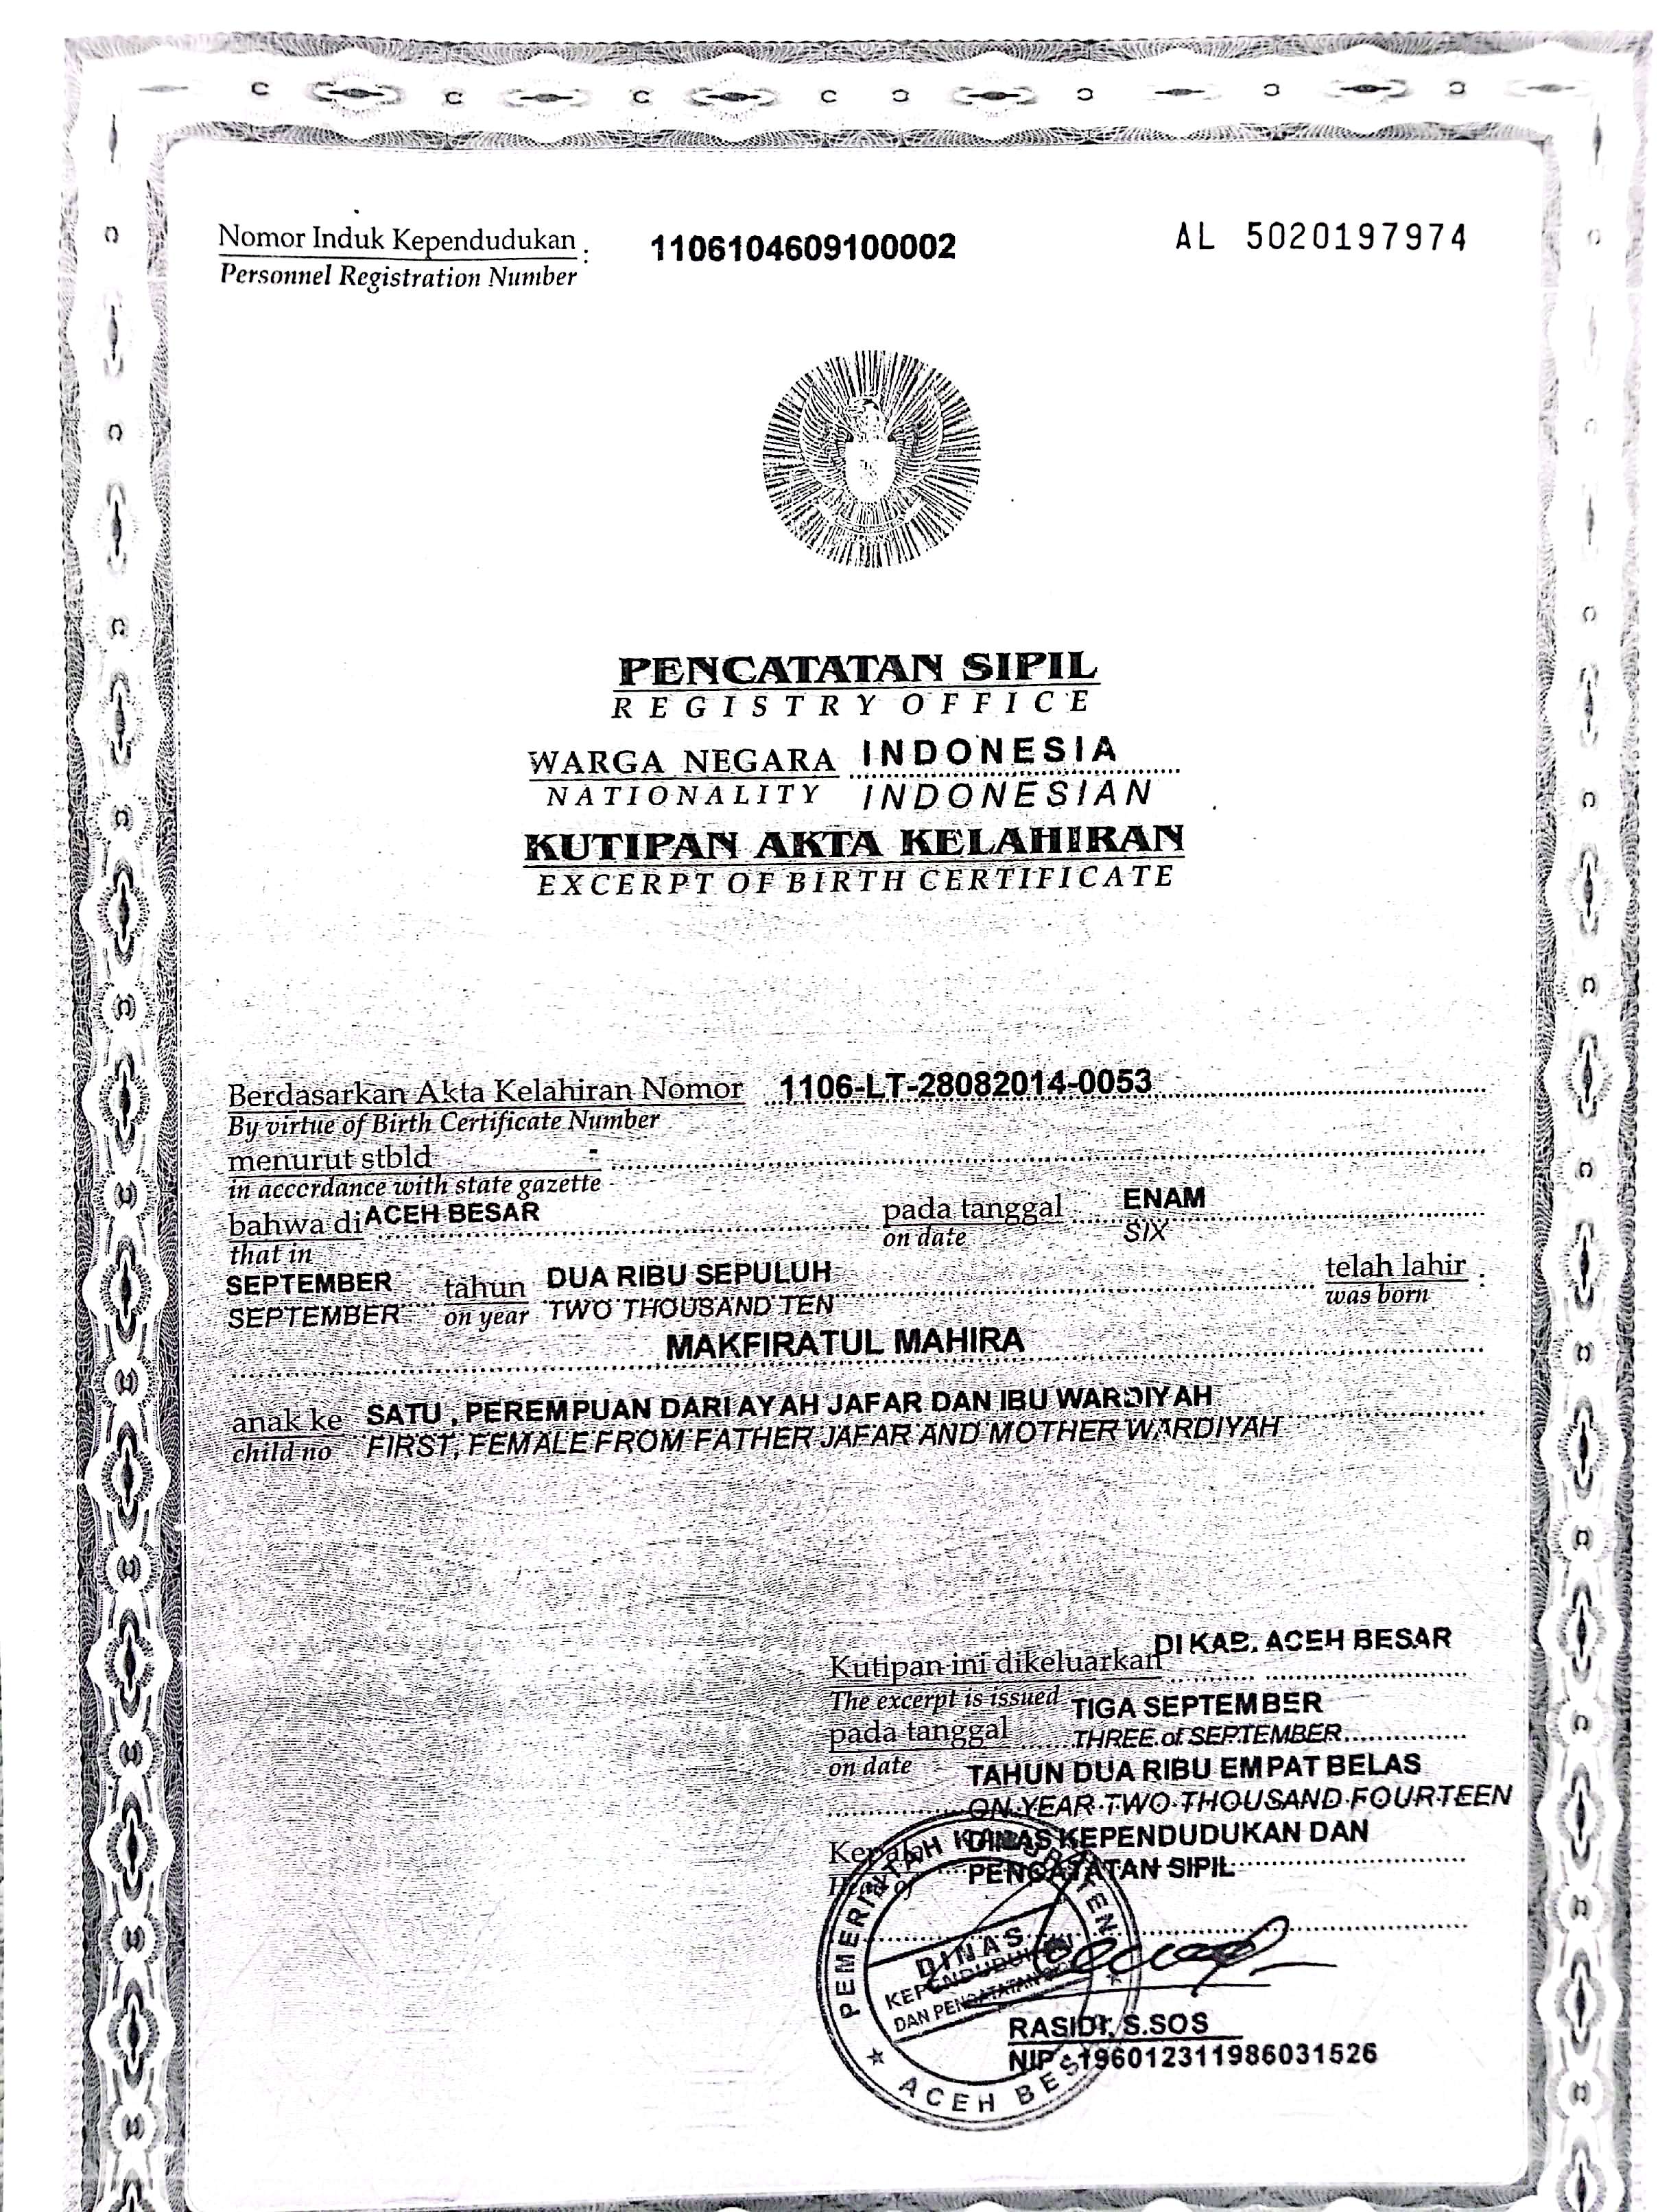 Nomor Induk Kependudukan : 1106104609100002 AL 5020197974
Personnel Registration Number
PENCATATAN SIPIL
REGISTRY OFFICE
WARGA NEGARA INDONESIA
NATIONALITY INDONESIAN
KUTIPAN AKTA KELAHIRAN
EXCERPT OF BIRTH CERTIFICATE
Berdasarkan Akta Kelahiran Nomor 1106-LT-28082014-0053
By virtue of Birth Certificate Number
menurut stbld -
in accordance with state gazette
bahwa di ACEH BESAR pada tanggal ENAM
that in on date SIX
SEPTEMBER tahun DUA RIBU SEPULUH telah lahir :
SEPTEMBER on year TWO THOUSAND TEN was born
MAKFIRATUL MAHIRA
anak ke SATU , PEREMPUAN DARI AYAH JAFAR DAN IBU WARDIYAH
child no FIRST, FEMALE FROM FATHER JAFAR AND MOTHER WARDIYAH
Kutipan ini dikeluarkan DI KAB. ACEH BESAR
The excerpt is issued
pada tanggal TIGA SEPTEMBER
on date THREE of SEPTEMBER
TAHUN DUA RIBU EMPAT BELAS
ON YEAR TWO THOUSAND FOURTEEN
Kepala DINAS KEPENDUDUKAN DAN
Head of PENCATATAN SIPIL
PEMERINTAH KABUPATEN
DINAS
KEPENDUDUKAN
DAN PENCATATAN SIPIL
ACEH BESAR
RASIDI, S.SOS
NIP. 196012311986031526